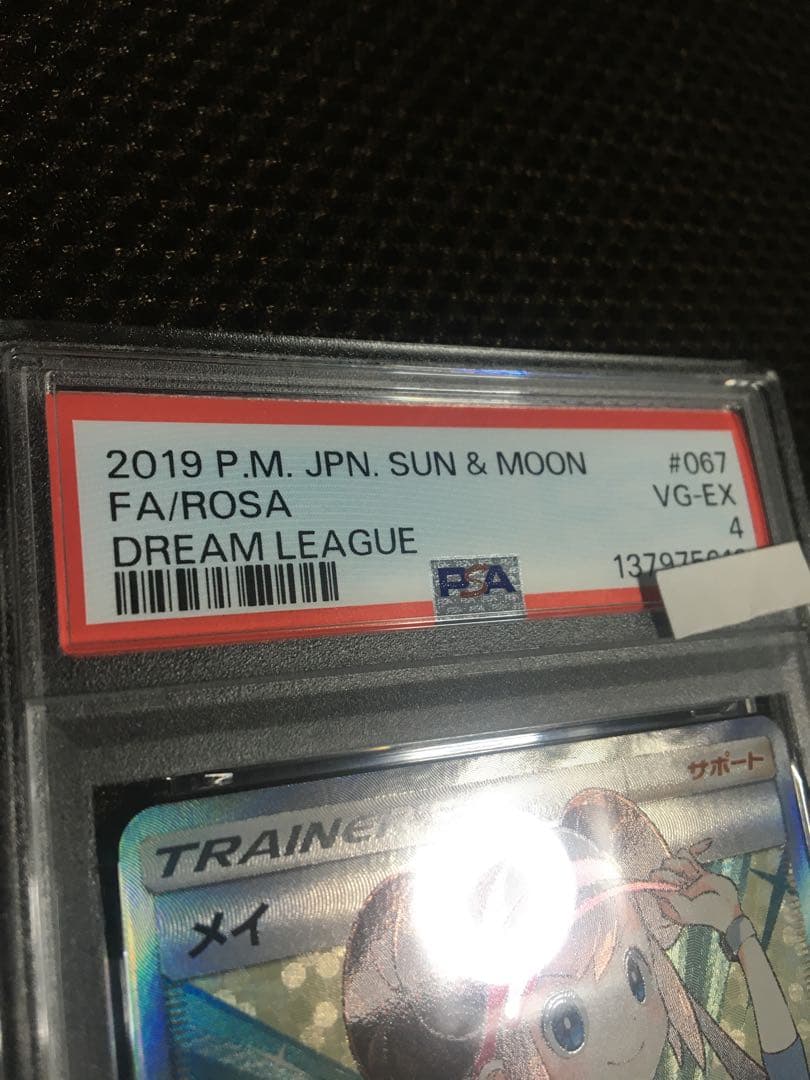 2019 P.M. JPN. SUN & MOON #067
FA/ROSA VG-EX
DREAM LEAGUE 4
PSA
サポート
TRAINER
メイ